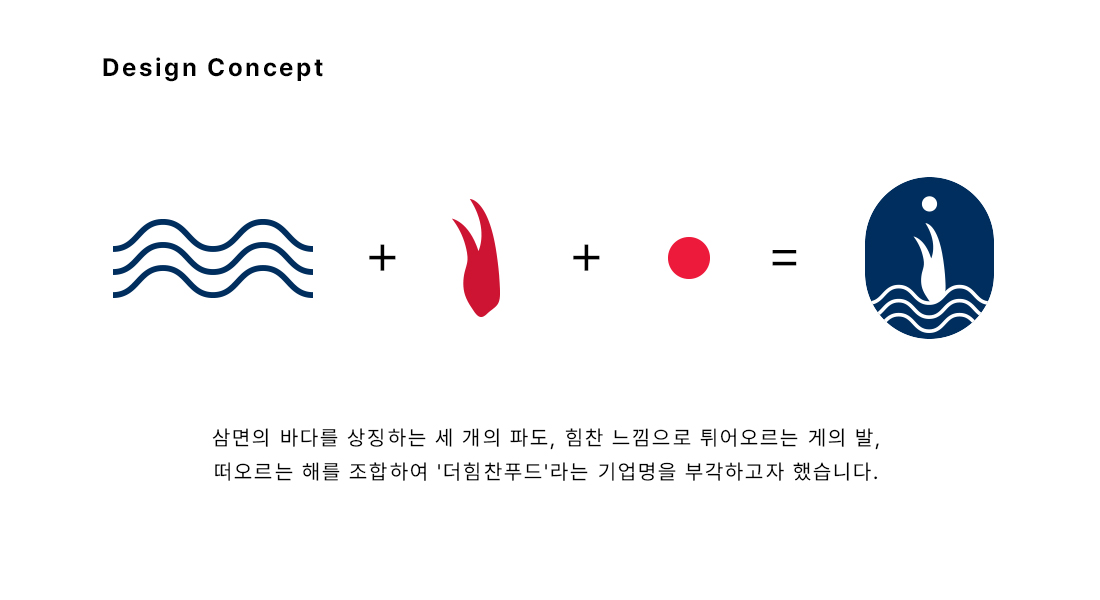 Design Concept
+ + =
삼면의 바다를 상징하는 세 개의 파도, 힘찬 느낌으로 튀어오르는 게의 발,
떠오르는 해를 조합하여 '더힘찬푸드'라는 기업명을 부각하고자 했습니다.